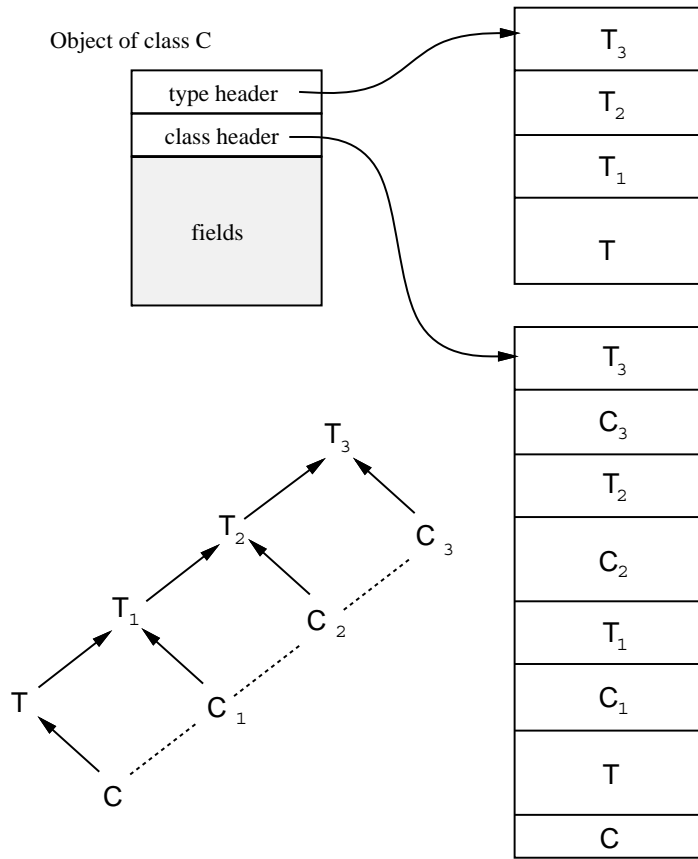 Object of class C
type header
class header
fields
T3
T2
T1
T
T3
C3
T2
C2
T1
C1
T
C
T3
T2
C3
T1
C2
T
C1
C